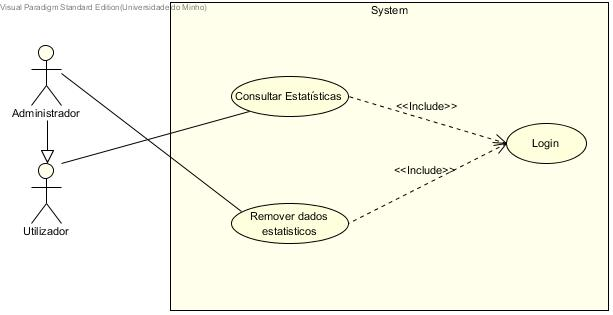 Visual Paradigm Standard Edition(Universidade do Minho)
System
Administrador
Consultar Estatísticas
<<Include>>
Login
<<Include>>
Utilizador
Remover dados
estatisticos